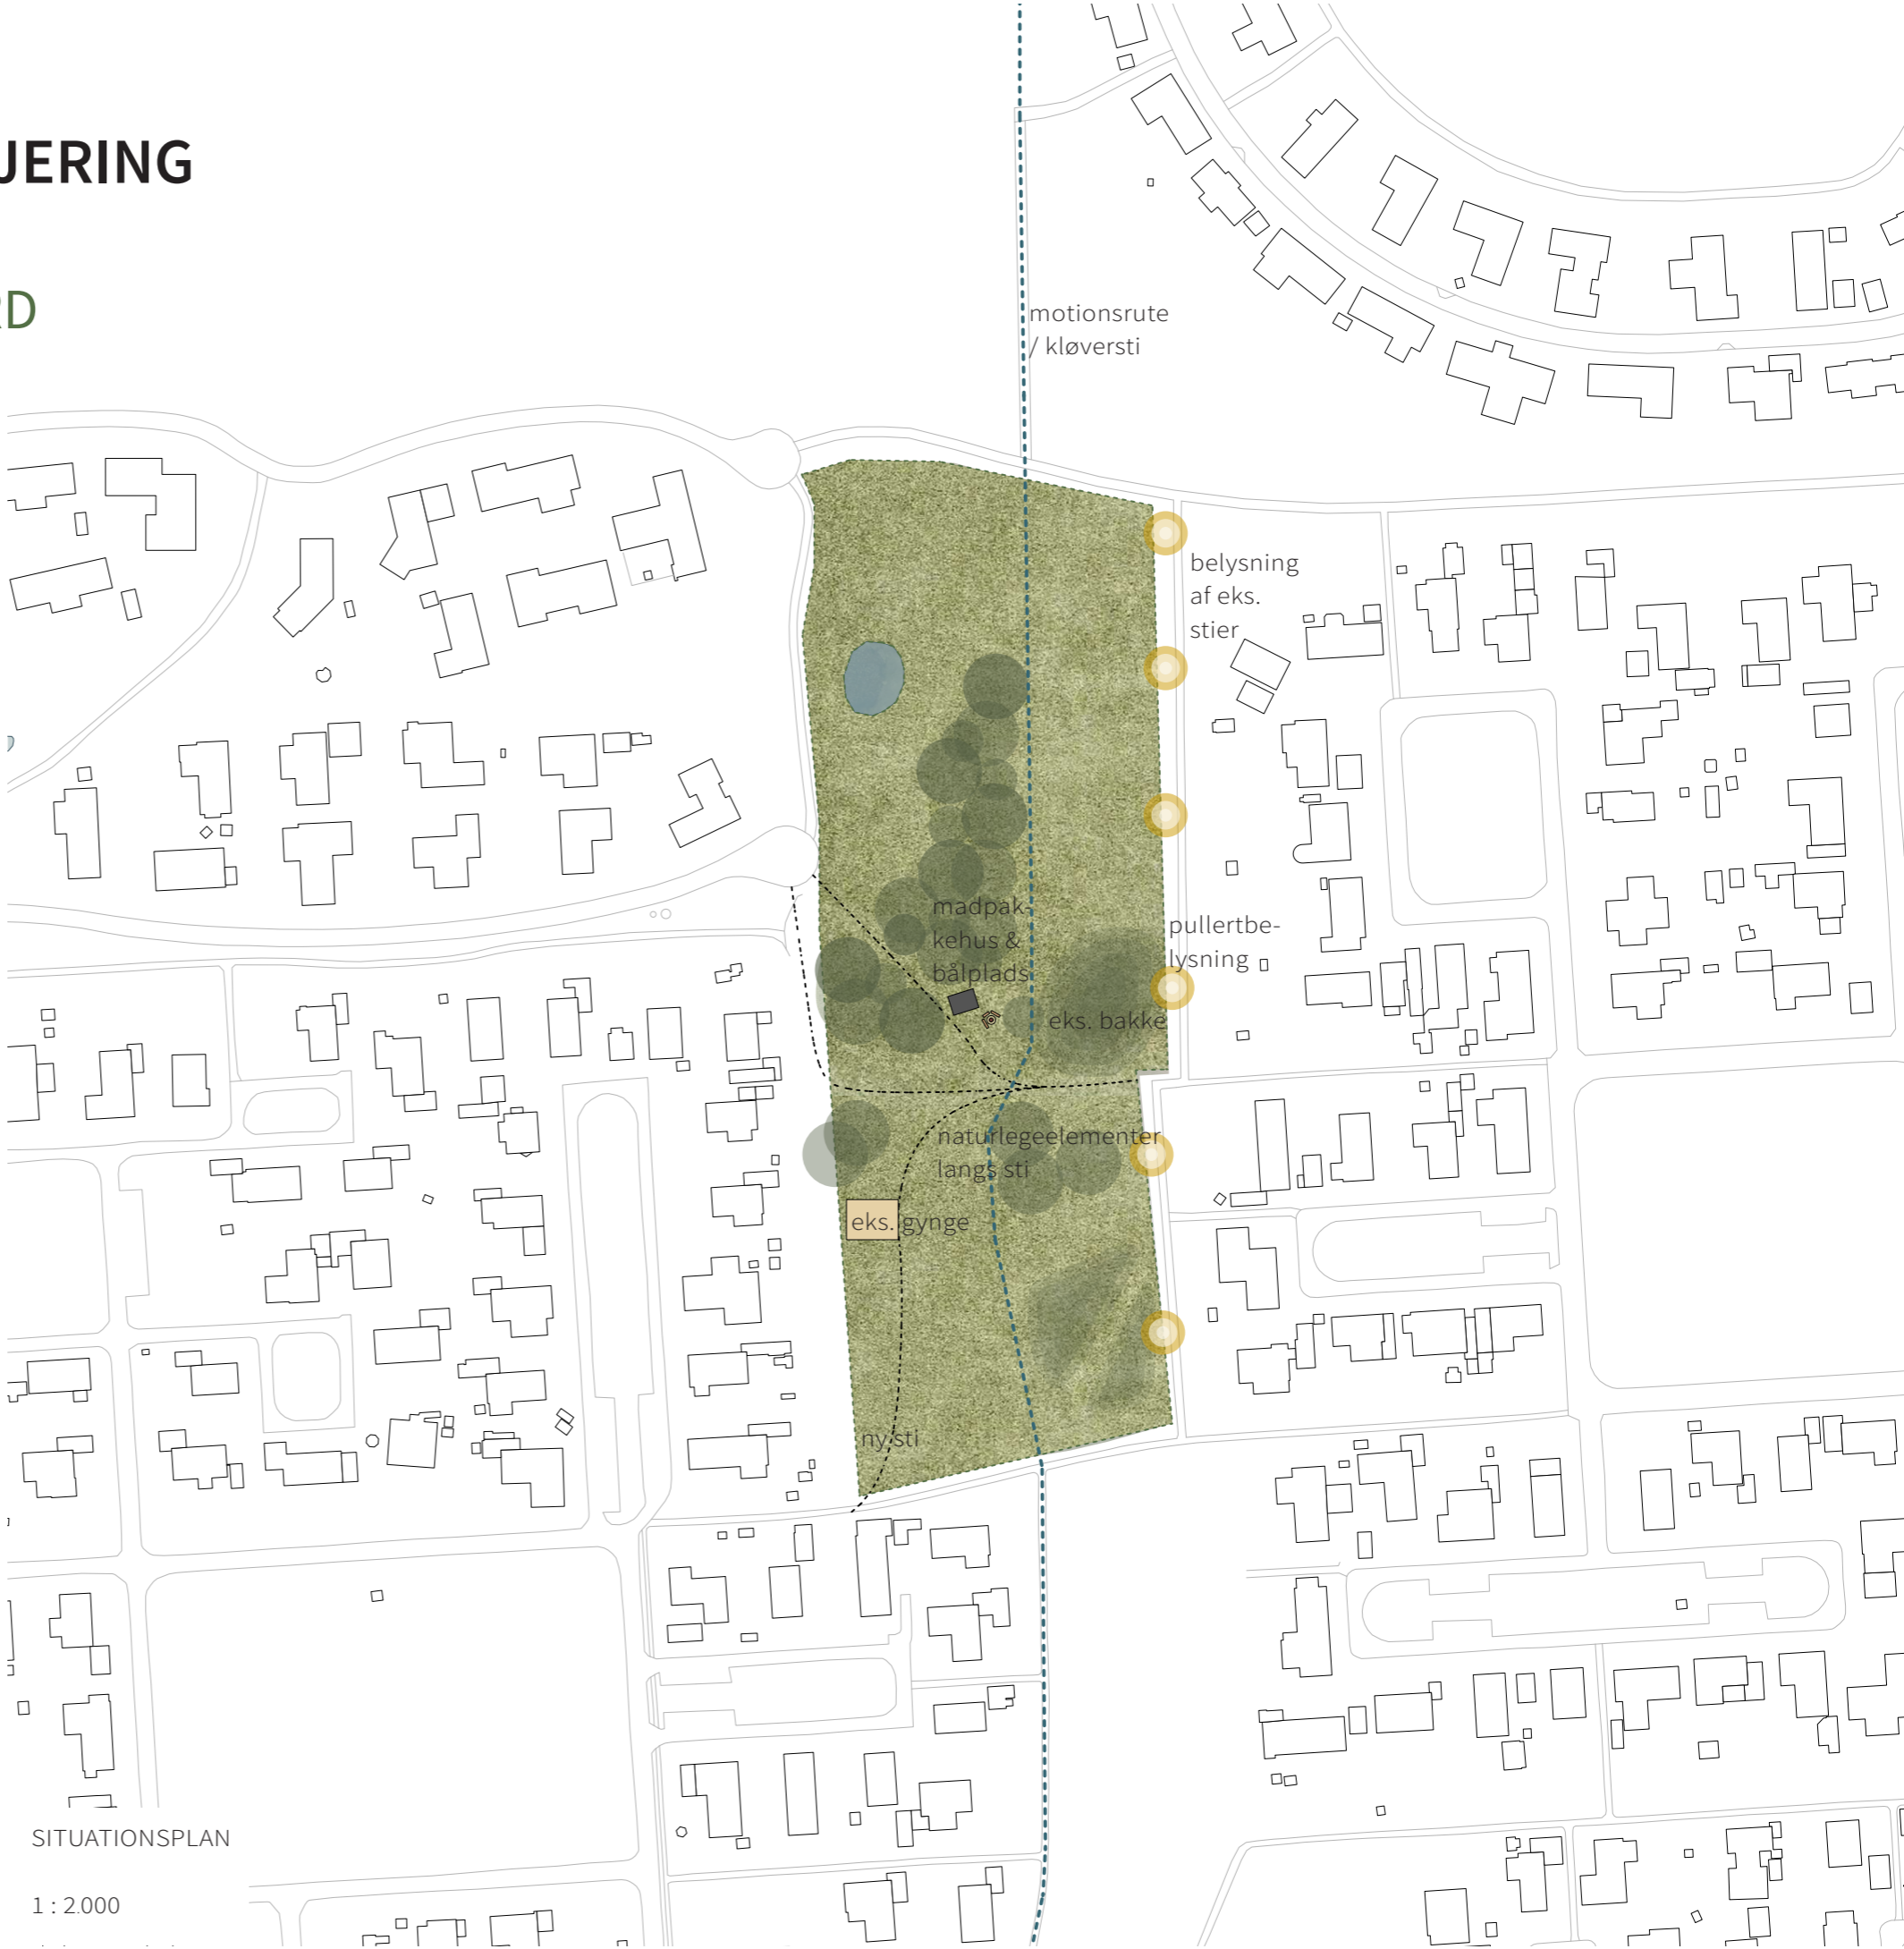 JERING
RD
motionsrute
/ kløversti
belysning
af eks.
stier
madpak-
kehus &
bålplads
pullertbe-
lysning
eks. bakke
naturlegeelementer
langs sti
eks. gynge
ny sti
SITUATIONSPLAN
1 : 2.000